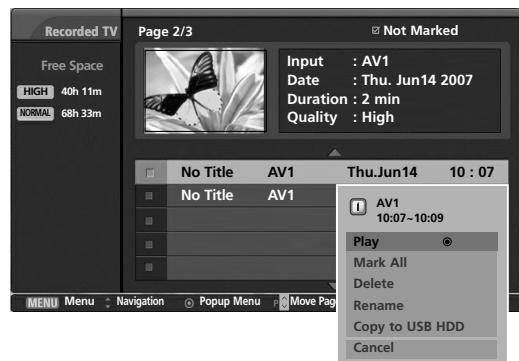 Recorded TV
Page 2/3
Not Marked
Free Space
HIGH 40h 11m
NORMAL 68h 33m
Input : AV1
Date : Thu. Jun14 2007
Duration : 2 min
Quality : High
No Title AV1 Thu.Jun14 10 : 07
No Title AV1
AV1
10:07~10:09
Play
Mark All
Delete
Rename
Copy to USB HDD
Cancel
MENU Menu Navigation Popup Menu P Move Pag